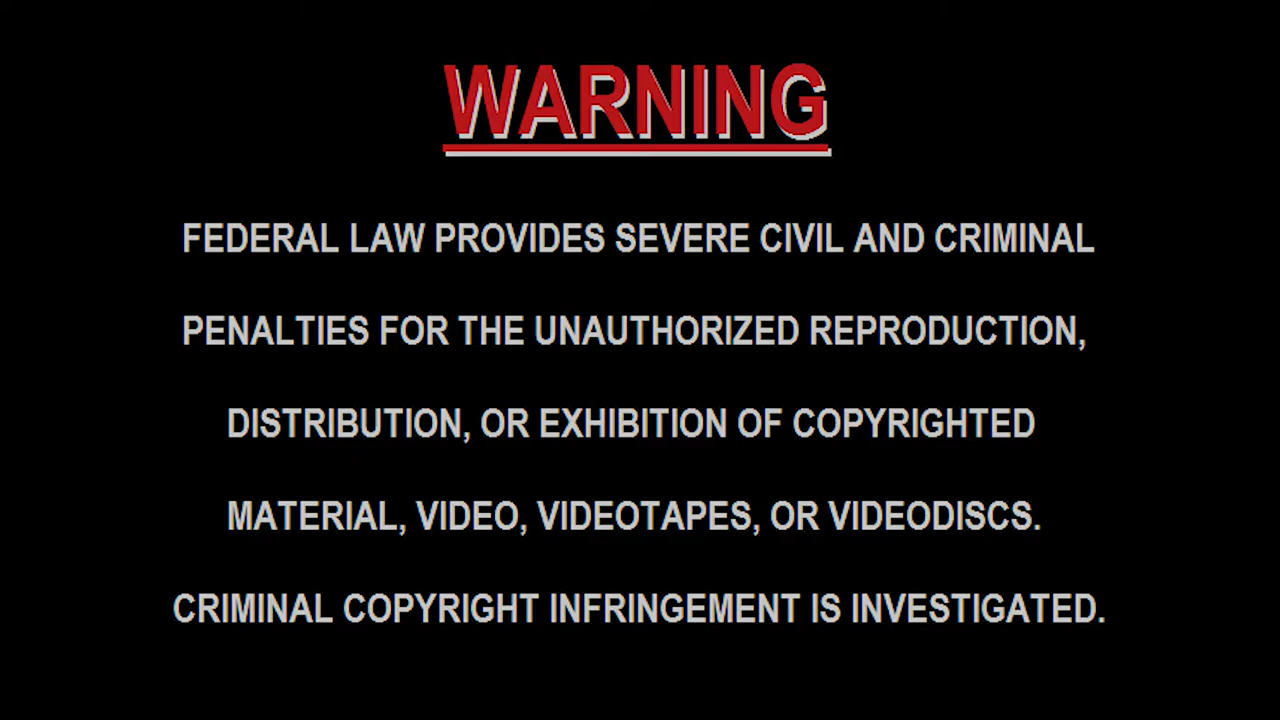 WARNING
FEDERAL LAW PROVIDES SEVERE CIVIL AND CRIMINAL
PENALTIES FOR THE UNAUTHORIZED REPRODUCTION,
DISTRIBUTION, OR EXHIBITION OF COPYRIGHTED
MATERIAL, VIDEO, VIDEOTAPES, OR VIDEODISCS.
CRIMINAL COPYRIGHT INFRINGEMENT IS INVESTIGATED.